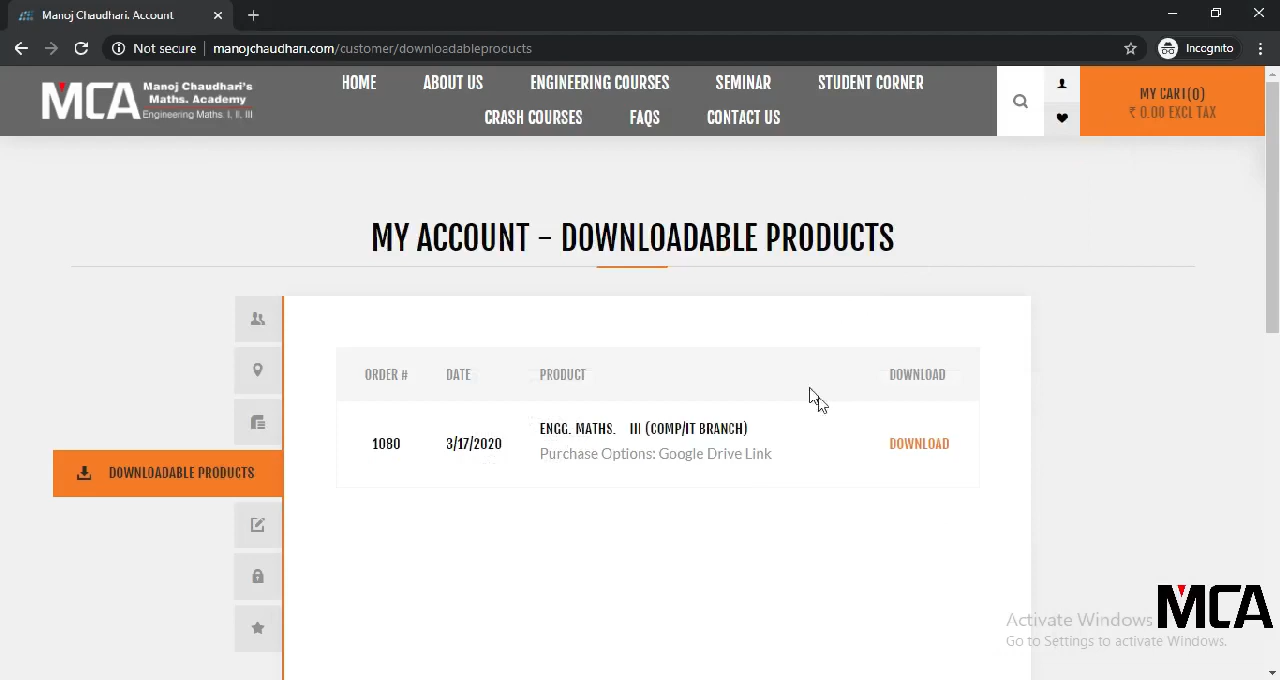 Manoj Chaudhari. Account
Not secure manojchaudhari.com/customer/downloadableproducts
Incognito
MCA Manoj Chaudhari's
Maths. Academy
Engineering Maths. I, II, III
HOME ABOUT US ENGINEERING COURSES SEMINAR STUDENT CORNER
CRASH COURSES FAQS CONTACT US
MY CART(0)
₹ 0.00 EXCL TAX
MY ACCOUNT - DOWNLOADABLE PRODUCTS
ORDER # DATE PRODUCT DOWNLOAD
1080 3/17/2020 ENGG. MATHS. III (COMP/IT BRANCH) DOWNLOAD
Purchase Options: Google Drive Link
DOWNLOADABLE PRODUCTS
MCA
Activate Windows
Go to Settings to activate Windows.